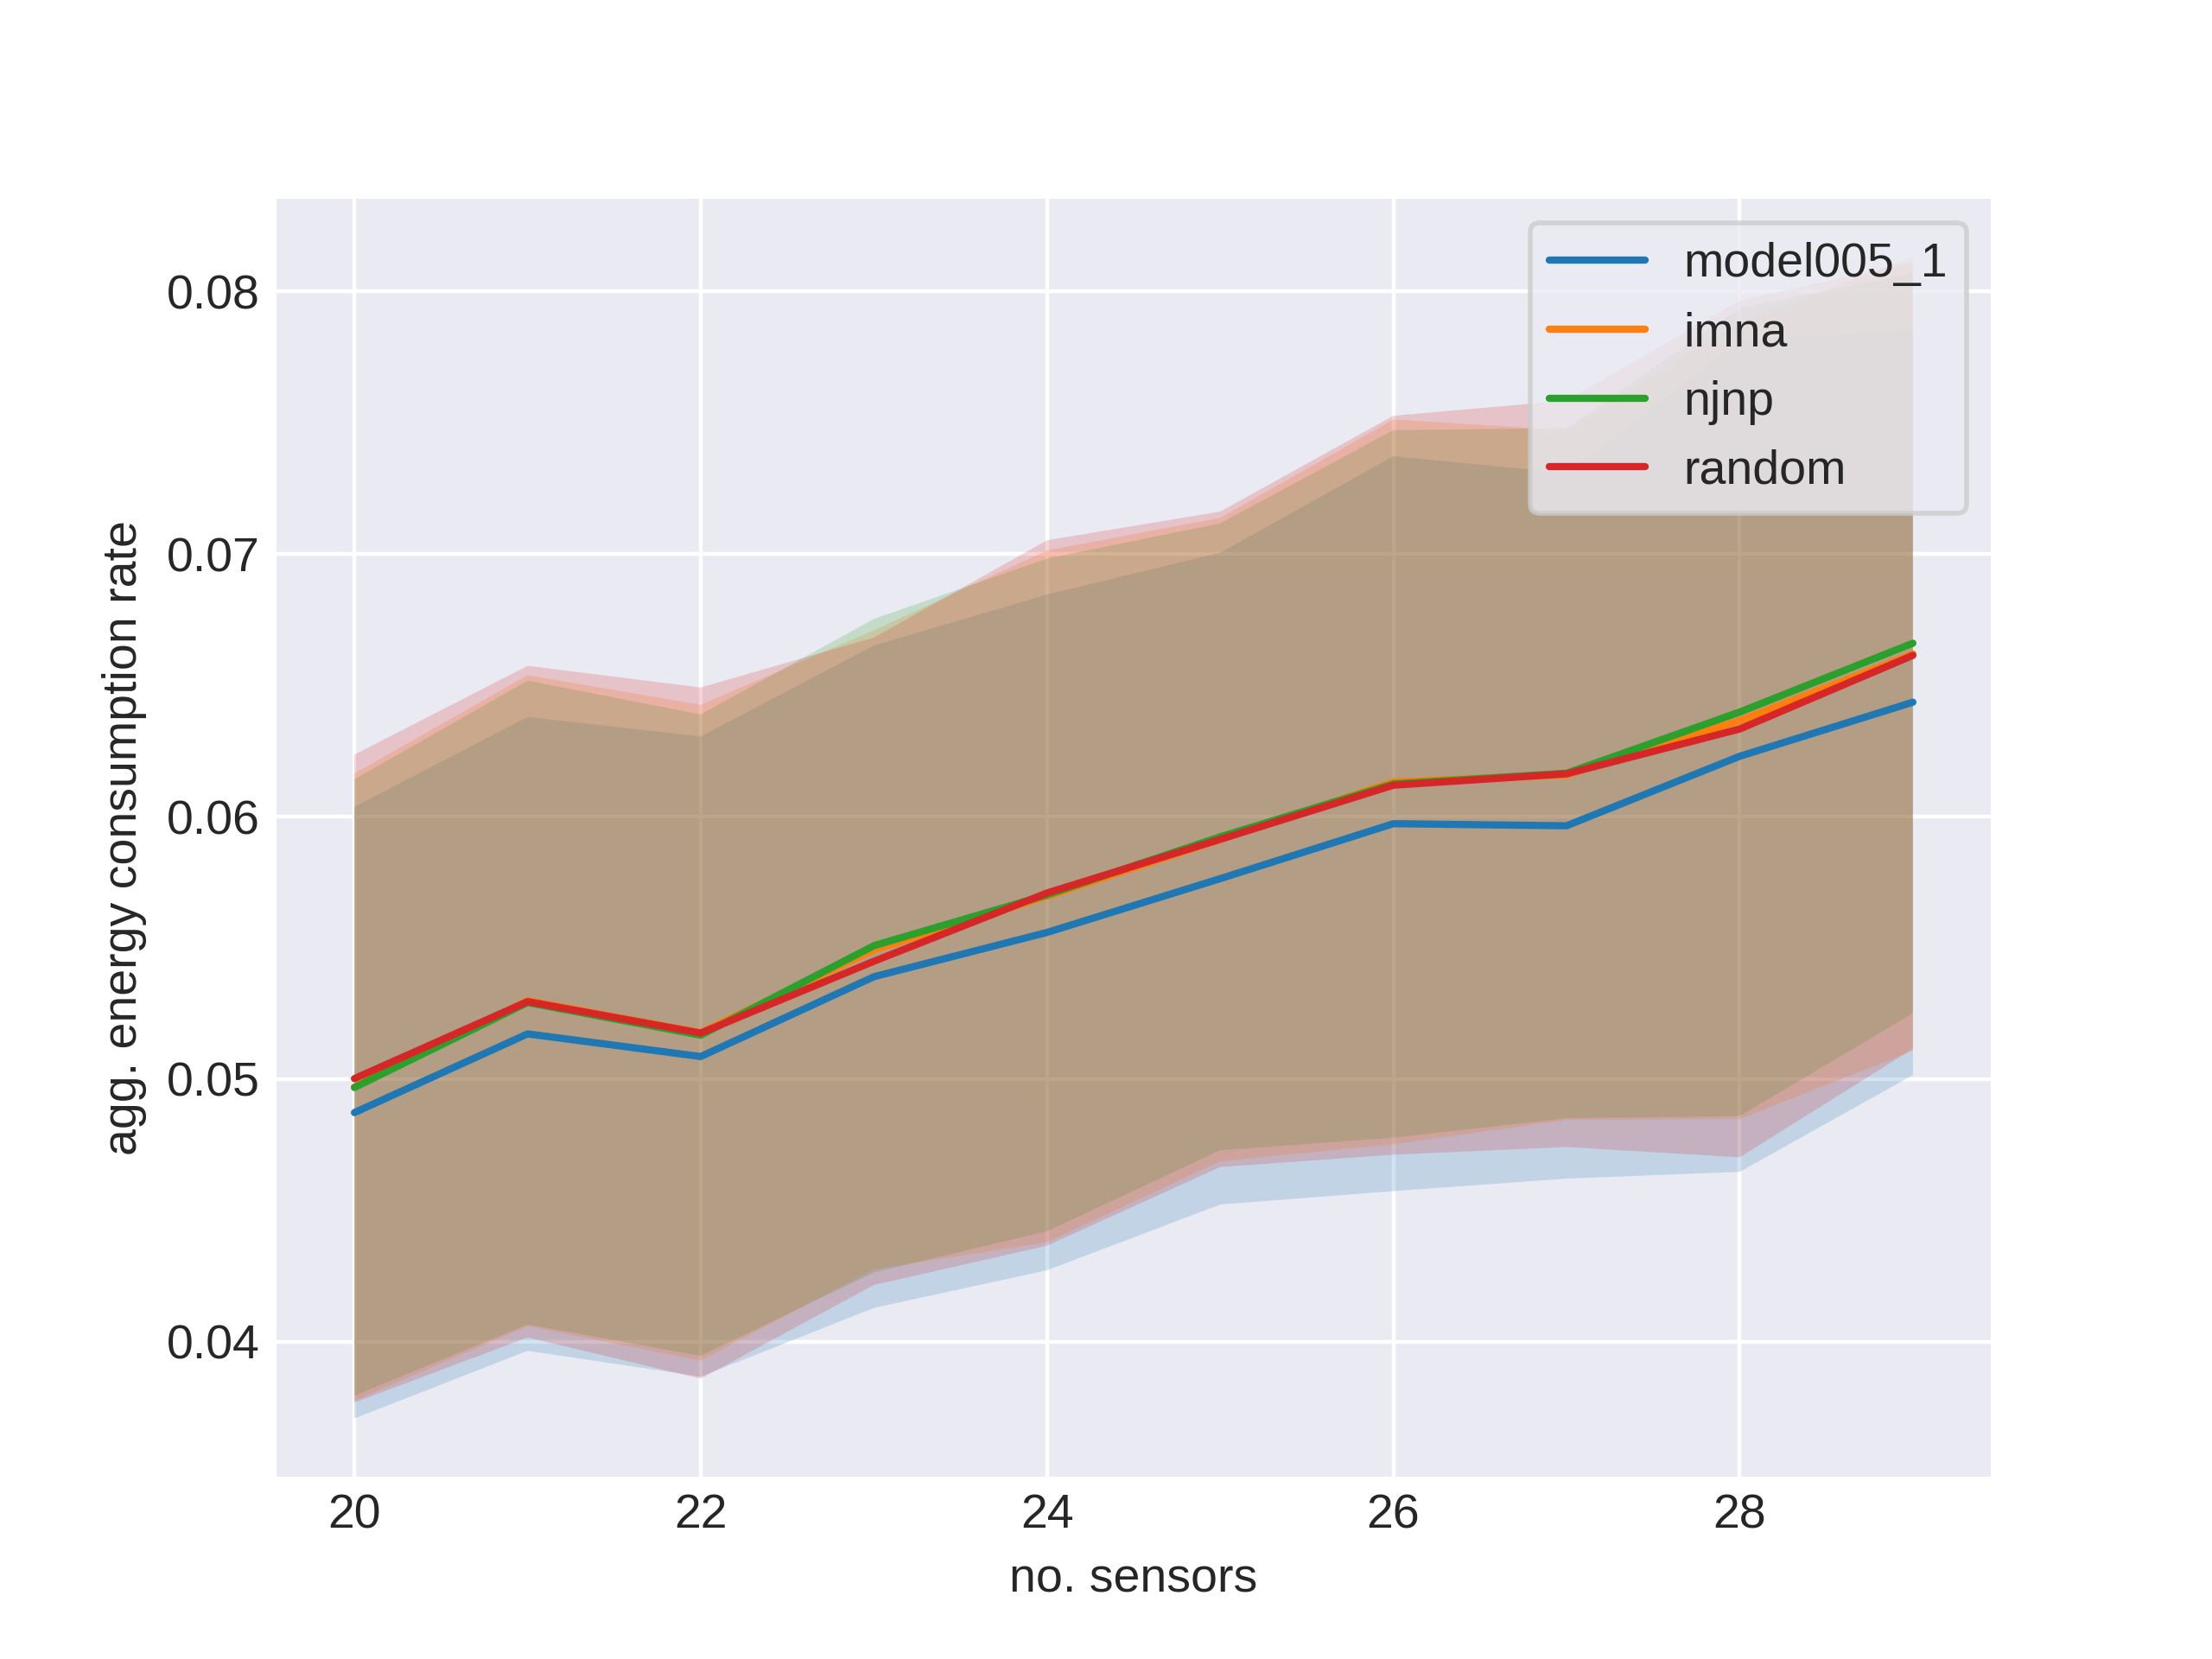 model005_1
imna
njnp
random
agg. energy consumption rate
0.08
0.07
0.06
0.05
0.04
20 22 24 26 28
no. sensors